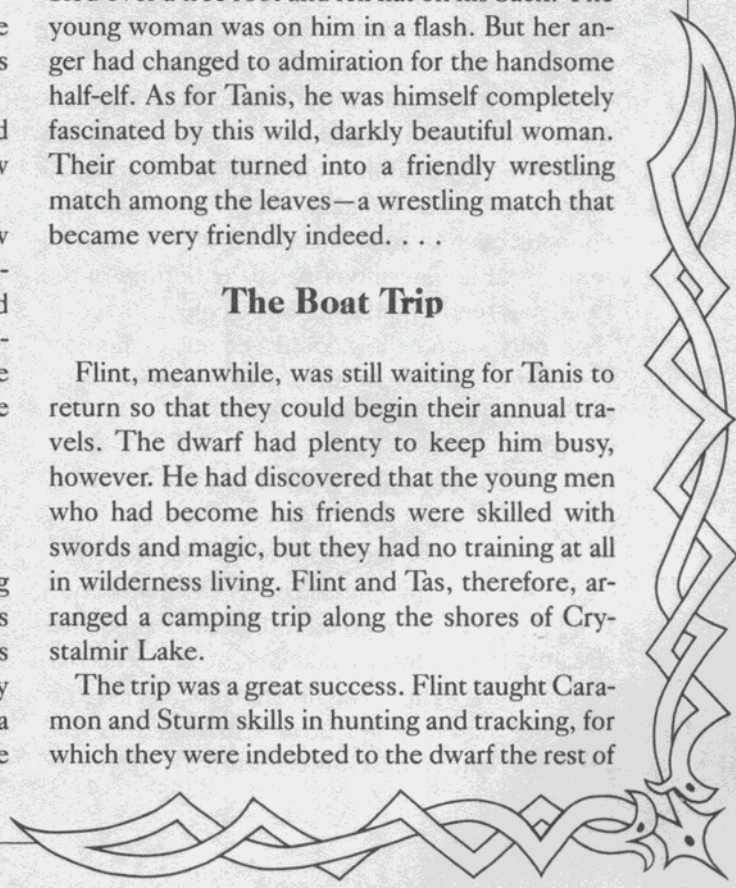 young woman was on him in a flash. But her an-
ger had changed to admiration for the handsome
half-elf. As for Tanis, he was himself completely
fascinated by this wild, darkly beautiful woman.
Their combat turned into a friendly wrestling
match among the leaves—a wrestling match that
became very friendly indeed. . . .
The Boat Trip
Flint, meanwhile, was still waiting for Tanis to
return so that they could begin their annual tra-
vels. The dwarf had plenty to keep him busy,
however. He had discovered that the young men
who had become his friends were skilled with
swords and magic, but they had no training at all
in wilderness living. Flint and Tas, therefore, ar-
ranged a camping trip along the shores of Cry-
stalmir Lake.
The trip was a great success. Flint taught Cara-
mon and Sturm skills in hunting and tracking, for
which they were indebted to the dwarf the rest of